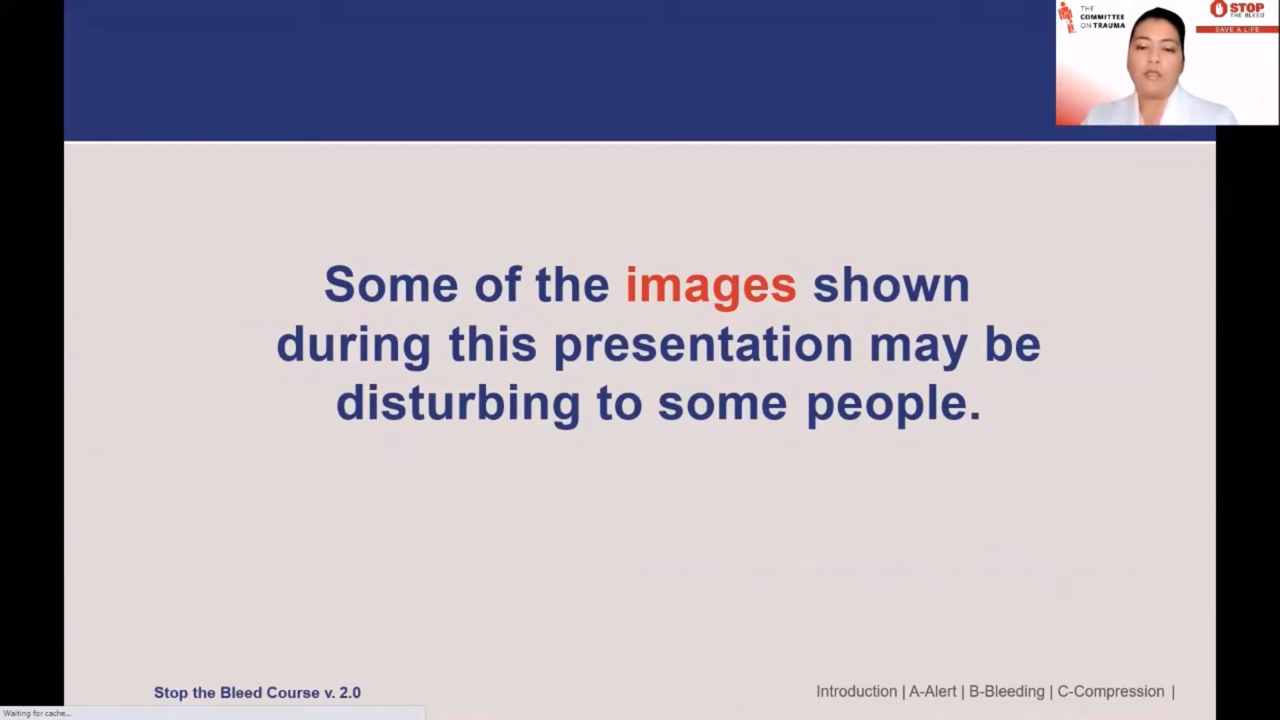 THE
COMMITTEE
ON TRAUMA
STOP
THE BLEED
SAVE A LIFE
Some of the images shown
during this presentation may be
disturbing to some people.
Stop the Bleed Course v. 2.0
Introduction | A-Alert | B-Bleeding | C-Compression |
Waiting for cache...